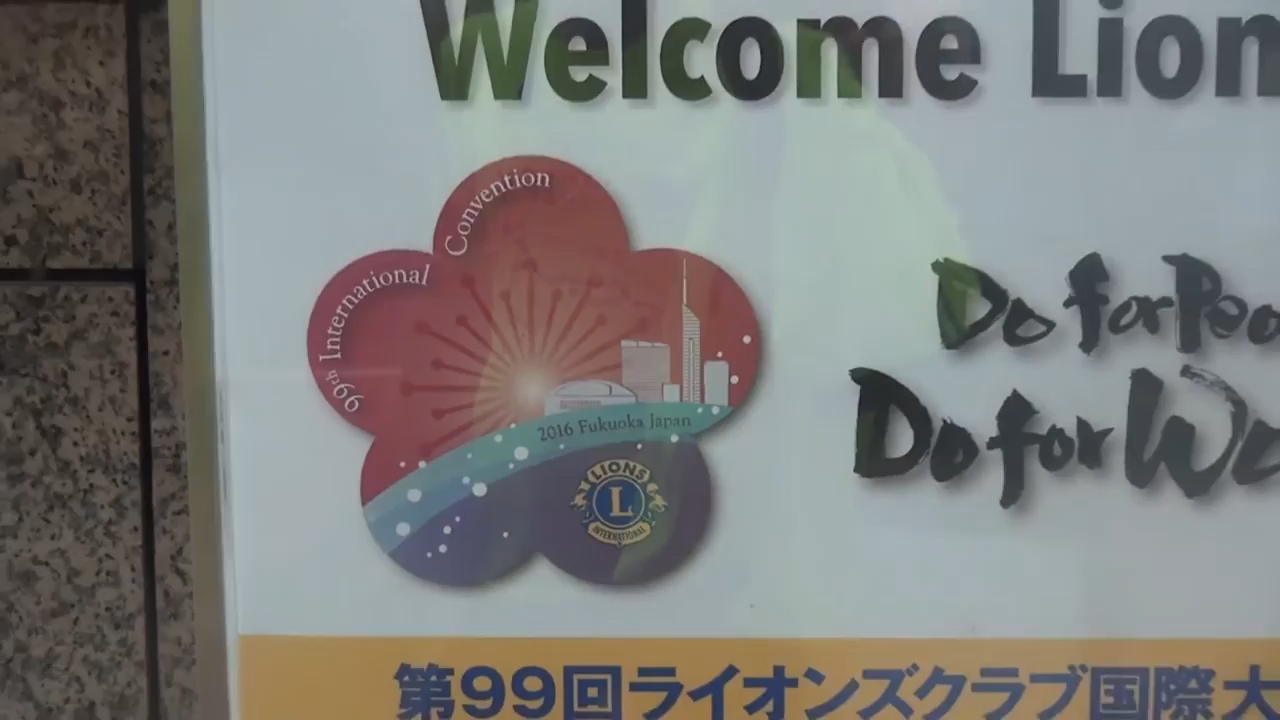 Welcome Lion
99th International Convention
Do for Peo
Do for Wo
2016 Fukuoka Japan
LIONS
L
INTERNATIONAL
第99回ライオンズクラブ国際大